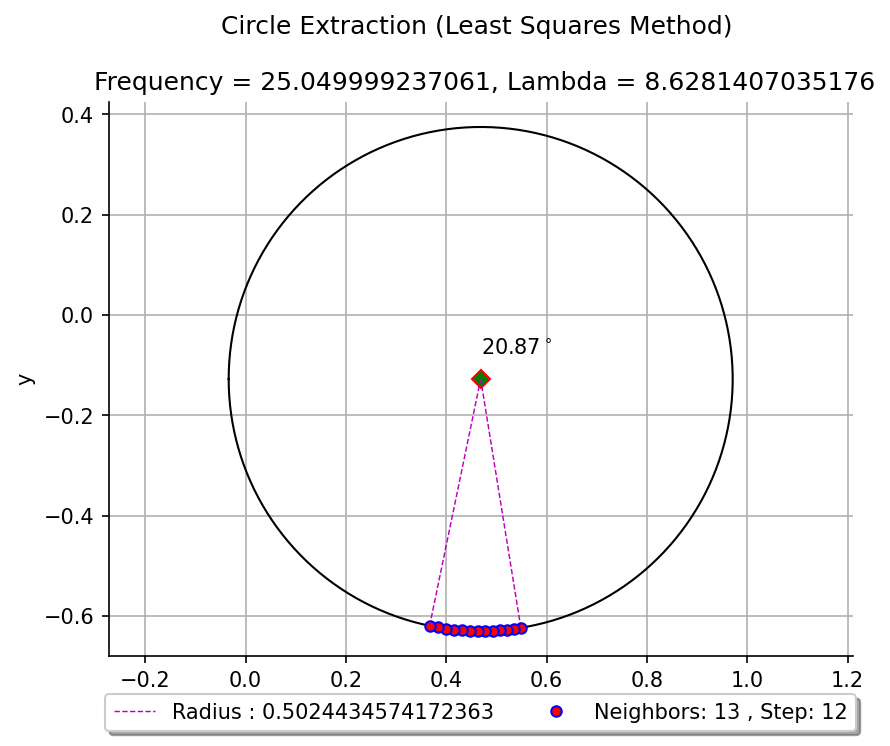 Circle Extraction (Least Squares Method)
Frequency = 25.049999237061, Lambda = 8.6281407035176
0.4
0.2
0.0
−0.2
−0.4
−0.6
y
20.87°
−0.2 0.0 0.2 0.4 0.6 0.8 1.0 1.2
Radius : 0.5024434574172363 Neighbors: 13 , Step: 12